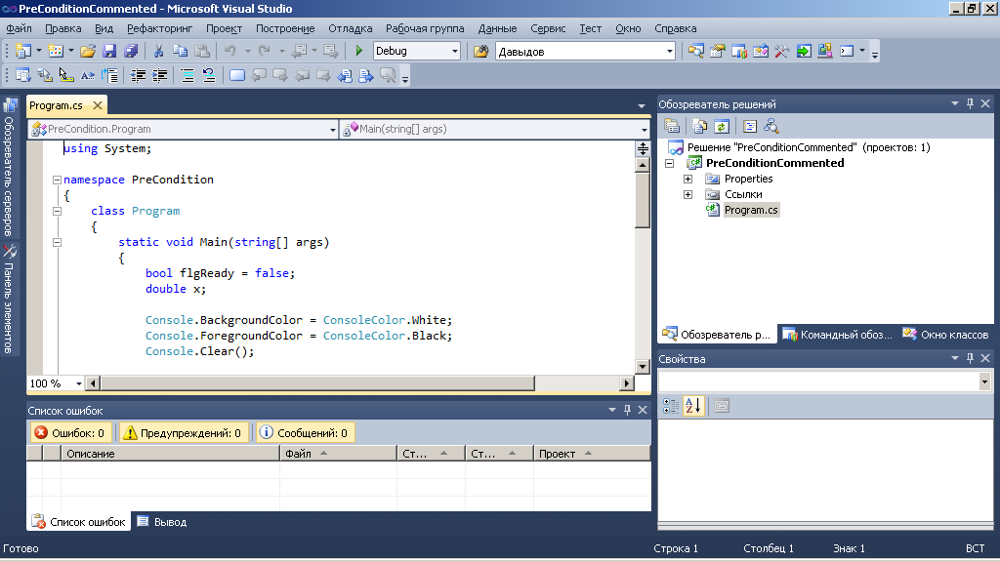 PreConditionCommented - Microsoft Visual Studio
Файл Правка Вид Рефакторинг Проект Построение Отладка Рабочая группа Данные Сервис Тест Окно Справка
Debug Давыдов
Обозреватель серверов
Панель элементов
Program.cs
PreCondition.Program Main(string[] args)
using System;
namespace PreCondition
{
class Program
{
static void Main(string[] args)
{
bool flgReady = false;
double x;
Console.BackgroundColor = ConsoleColor.White;
Console.ForegroundColor = ConsoleColor.Black;
Console.Clear();
100 %
Обозреватель решений
Решение "PreConditionCommented" (проектов: 1)
PreConditionCommented
Properties
Ссылки
Program.cs
Обозреватель р... Командный обоз... Окно классов
Свойства
Список ошибок
Ошибок: 0 Предупреждений: 0 Сообщений: 0
Описание Файл Ст... Ст... Проект
Список ошибок Вывод
Готово Строка 1 Столбец 1 Знак 1 ВСТ